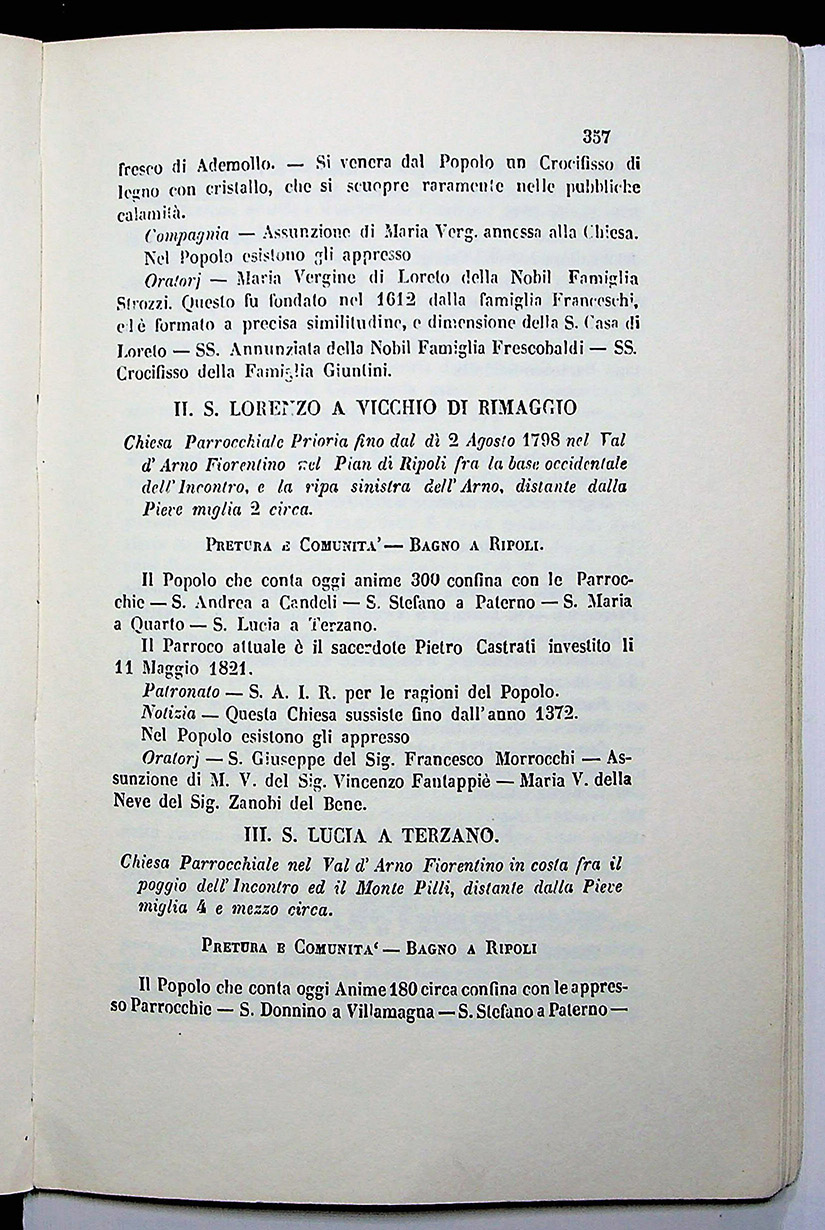 357
fresco di Ademollo. — Si venera dal Popolo un Crocifisso di
legno con cristallo, che si scuopre raramente nelle pubbliche
calamità.
Compagnia — Assunzione di Maria Verg. annessa alla Chiesa.
Nel Popolo esistono gli appresso
Oratorj — Maria Vergine di Loreto della Nobil Famiglia
Strozzi. Questo fu fondato nel 1612 dalla famiglia Franceschi,
ed è formato a precisa similitudine, e dimensione della S. Casa di
Loreto — SS. Annunziata della Nobil Famiglia Frescobaldi — SS.
Crocifisso della Famiglia Giuntini.
II. S. LORENZO A VICCHIO DI RIMAGGIO
Chiesa Parrocchiale Prioria fino dal dì 2 Agosto 1798 nel Val
d' Arno Fiorentino nel Pian di Ripoli fra la base occidentale
dell' Incontro, e la ripa sinistra dell' Arno, distante dalla
Pieve miglia 2 circa.
PRETURA E COMUNITA' — BAGNO A RIPOLI.
Il Popolo che conta oggi anime 300 confina con le Parroc-
chie — S. Andrea a Candeli — S. Stefano a Paterno — S. Maria
a Quarto — S. Lucia a Terzano.
Il Parroco attuale è il sacerdote Pietro Castrati investito li
11 Maggio 1821.
Patronato — S. A. I. R. per le ragioni del Popolo.
Notizia — Questa Chiesa sussiste fino dall'anno 1372.
Nel Popolo esistono gli appresso
Oratorj — S. Giuseppe del Sig. Francesco Morrocchi — As-
sunzione di M. V. del Sig. Vincenzo Fantappiè — Maria V. della
Neve del Sig. Zanobi del Bene.
III. S. LUCIA A TERZANO.
Chiesa Parrocchiale nel Val d' Arno Fiorentino in costa fra il
poggio dell' Incontro ed il Monte Pilli, distante dalla Pieve
miglia 4 e mezzo circa.
PRETURA E COMUNITA‘ — BAGNO A RIPOLI
Il Popolo che conta oggi Anime 180 circa confina con le appres-
so Parrocchie — S. Donnino a Villamagna — S. Stefano a Paterno —